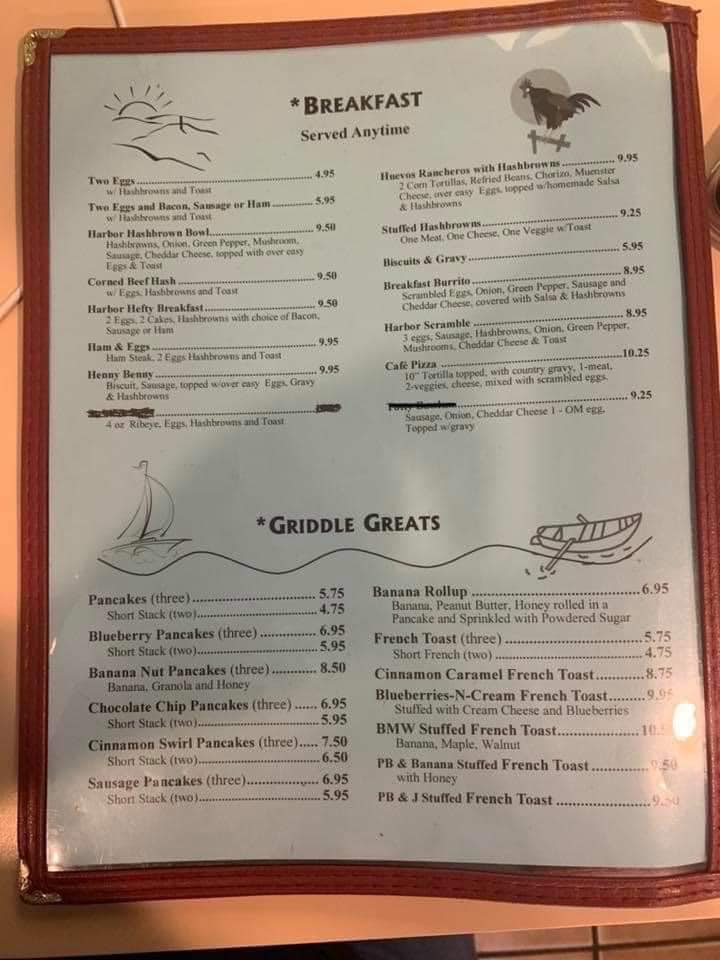 *BREAKFAST
Served Anytime
Two Eggs 4.95
w/ Hashbrowns and Toast
Two Eggs and Bacon, Sausage or Ham 5.95
w/ Hashbrowns and Toast
Harbor Hashbrown Bowl 9.50
Hashbrowns, Onion, Green Pepper, Mushroom,
Sausage, Cheddar Cheese, topped with over easy
Eggs & Toast
Corned Beef Hash 9.50
w/ Eggs, Hashbrowns and Toast
Harbor Hefty Breakfast 9.50
2 Eggs, 2 Cakes, Hashbrowns with choice of Bacon,
Sausage or Ham
Ham & Eggs 9.95
Ham Steak, 2 Eggs Hashbrowns and Toast
Henny Benny 9.95
Biscuit, Sausage, topped w/over easy Eggs, Gravy
& Hashbrowns
4 oz Ribeye, Eggs, Hashbrowns and Toast
Huevos Rancheros with Hashbrowns 9.95
2 Corn Tortillas, Refried Beans, Chorizo, Muenster
Cheese, over easy Eggs, topped w/homemade Salsa
& Hashbrowns
Stuffed Hashbrowns 9.25
One Meat, One Cheese, One Veggie w/Toast
Biscuits & Gravy 5.95
Breakfast Burrito 8.95
Scrambled Eggs, Onion, Green Pepper, Sausage and
Cheddar Cheese, covered with Salsa & Hashbrowns
Harbor Scramble 8.95
3 eggs, Sausage, Hashbrowns, Onion, Green Pepper,
Mushrooms, Cheddar Cheese & Toast
Café Pizza 10.25
10" Tortilla topped, with country gravy, 1-meat,
2-veggies, cheese, mixed with scrambled eggs.
9.25
Sausage, Onion, Cheddar Cheese 1 - OM egg,
Topped w/gravy
*GRIDDLE GREATS
Pancakes (three) 5.75
Short Stack (two) 4.75
Blueberry Pancakes (three) 6.95
Short Stack (two) 5.95
Banana Nut Pancakes (three) 8.50
Banana, Granola and Honey
Chocolate Chip Pancakes (three) 6.95
Short Stack (two) 5.95
Cinnamon Swirl Pancakes (three) 7.50
Short Stack (two) 6.50
Sausage Pancakes (three) 6.95
Short Stack (two) 5.95
Banana Rollup 6.95
Banana, Peanut Butter, Honey rolled in a
Pancake and Sprinkled with Powdered Sugar
French Toast (three) 5.75
Short French (two) 4.75
Cinnamon Caramel French Toast 8.75
Blueberries-N-Cream French Toast 9.95
Stuffed with Cream Cheese and Blueberries
BMW Stuffed French Toast
Banana, Maple, Walnut
PB & Banana Stuffed French Toast 9.50
with Honey
PB & J Stuffed French Toast 9.50